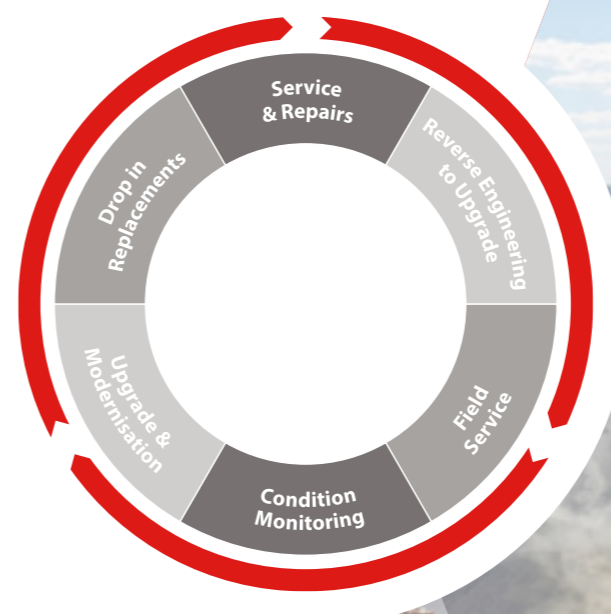 Service
& Repairs
Reverse Engineering
to Upgrade
Field
Service
Condition
Monitoring
Upgrade &
Modernisation
Drop in
Replacements